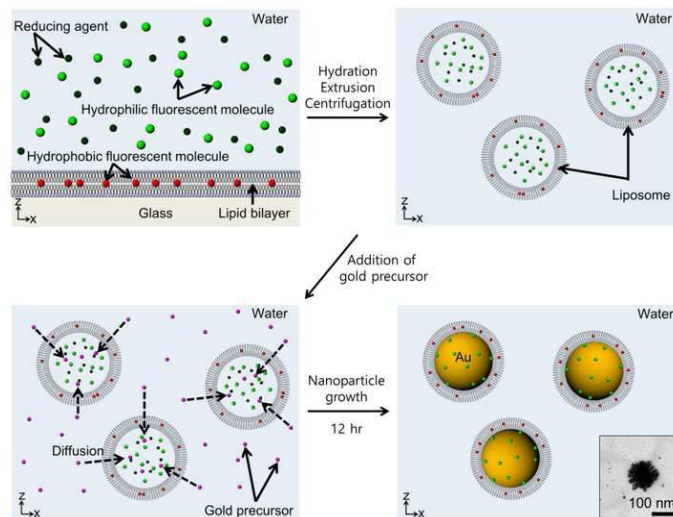 Reducing agent
Water
Hydrophilic fluorescent molecule
Hydrophobic fluorescent molecule
Glass
Lipid bilayer
z
x
Hydration
Extrusion
Centrifugation
Water
Liposome
z
x
Addition of
gold precursor
Water
Diffusion
Gold precursor
z
x
Nanoparticle
growth
12 hr
Water
Au
z
x
100 nm